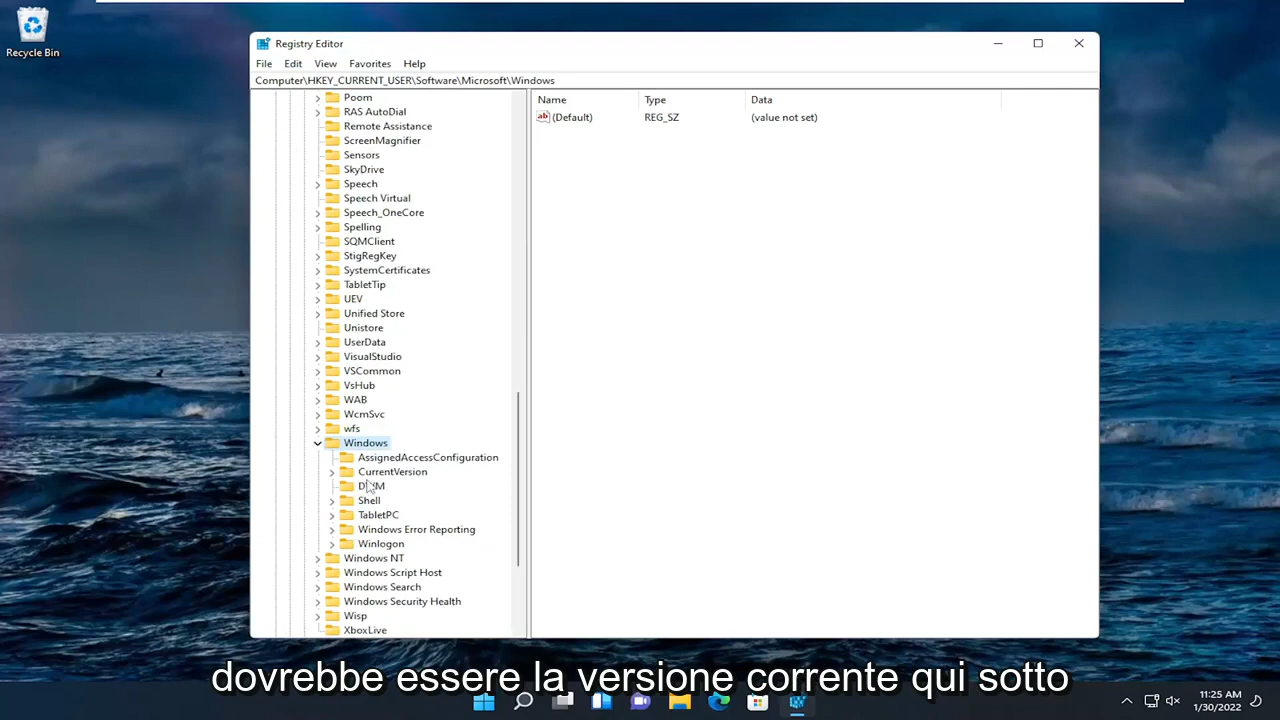 Recycle Bin
Registry Editor
File Edit View Favorites Help
Computer\HKEY_CURRENT_USER\Software\Microsoft\Windows
Name Type Data
(Default) REG_SZ (value not set)
Poom
RAS AutoDial
Remote Assistance
ScreenMagnifier
Sensors
SkyDrive
Speech
Speech Virtual
Speech_OneCore
Spelling
SQMClient
StigRegKey
SystemCertificates
TabletTip
UEV
Unified Store
Unistore
UserData
VisualStudio
VSCommon
VsHub
WAB
WcmSvc
wfs
Windows
AssignedAccessConfiguration
CurrentVersion
Shell
TabletPC
Windows Error Reporting
Winlogon
Windows NT
Windows Script Host
Windows Search
Windows Security Health
Wisp
XboxLive
dovrebbe essere la versione corrente qui sotto
11:25 AM
1/30/2022